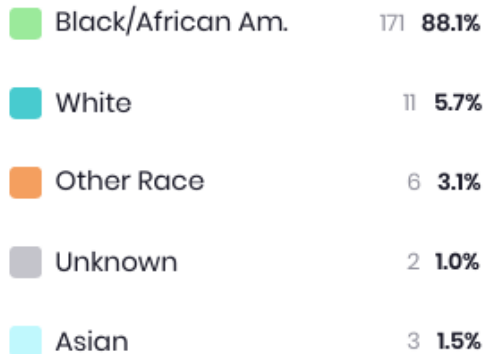 Black/African Am. 171 88.1%
White 11 5.7%
Other Race 6 3.1%
Unknown 2 1.0%
Asian 3 1.5%